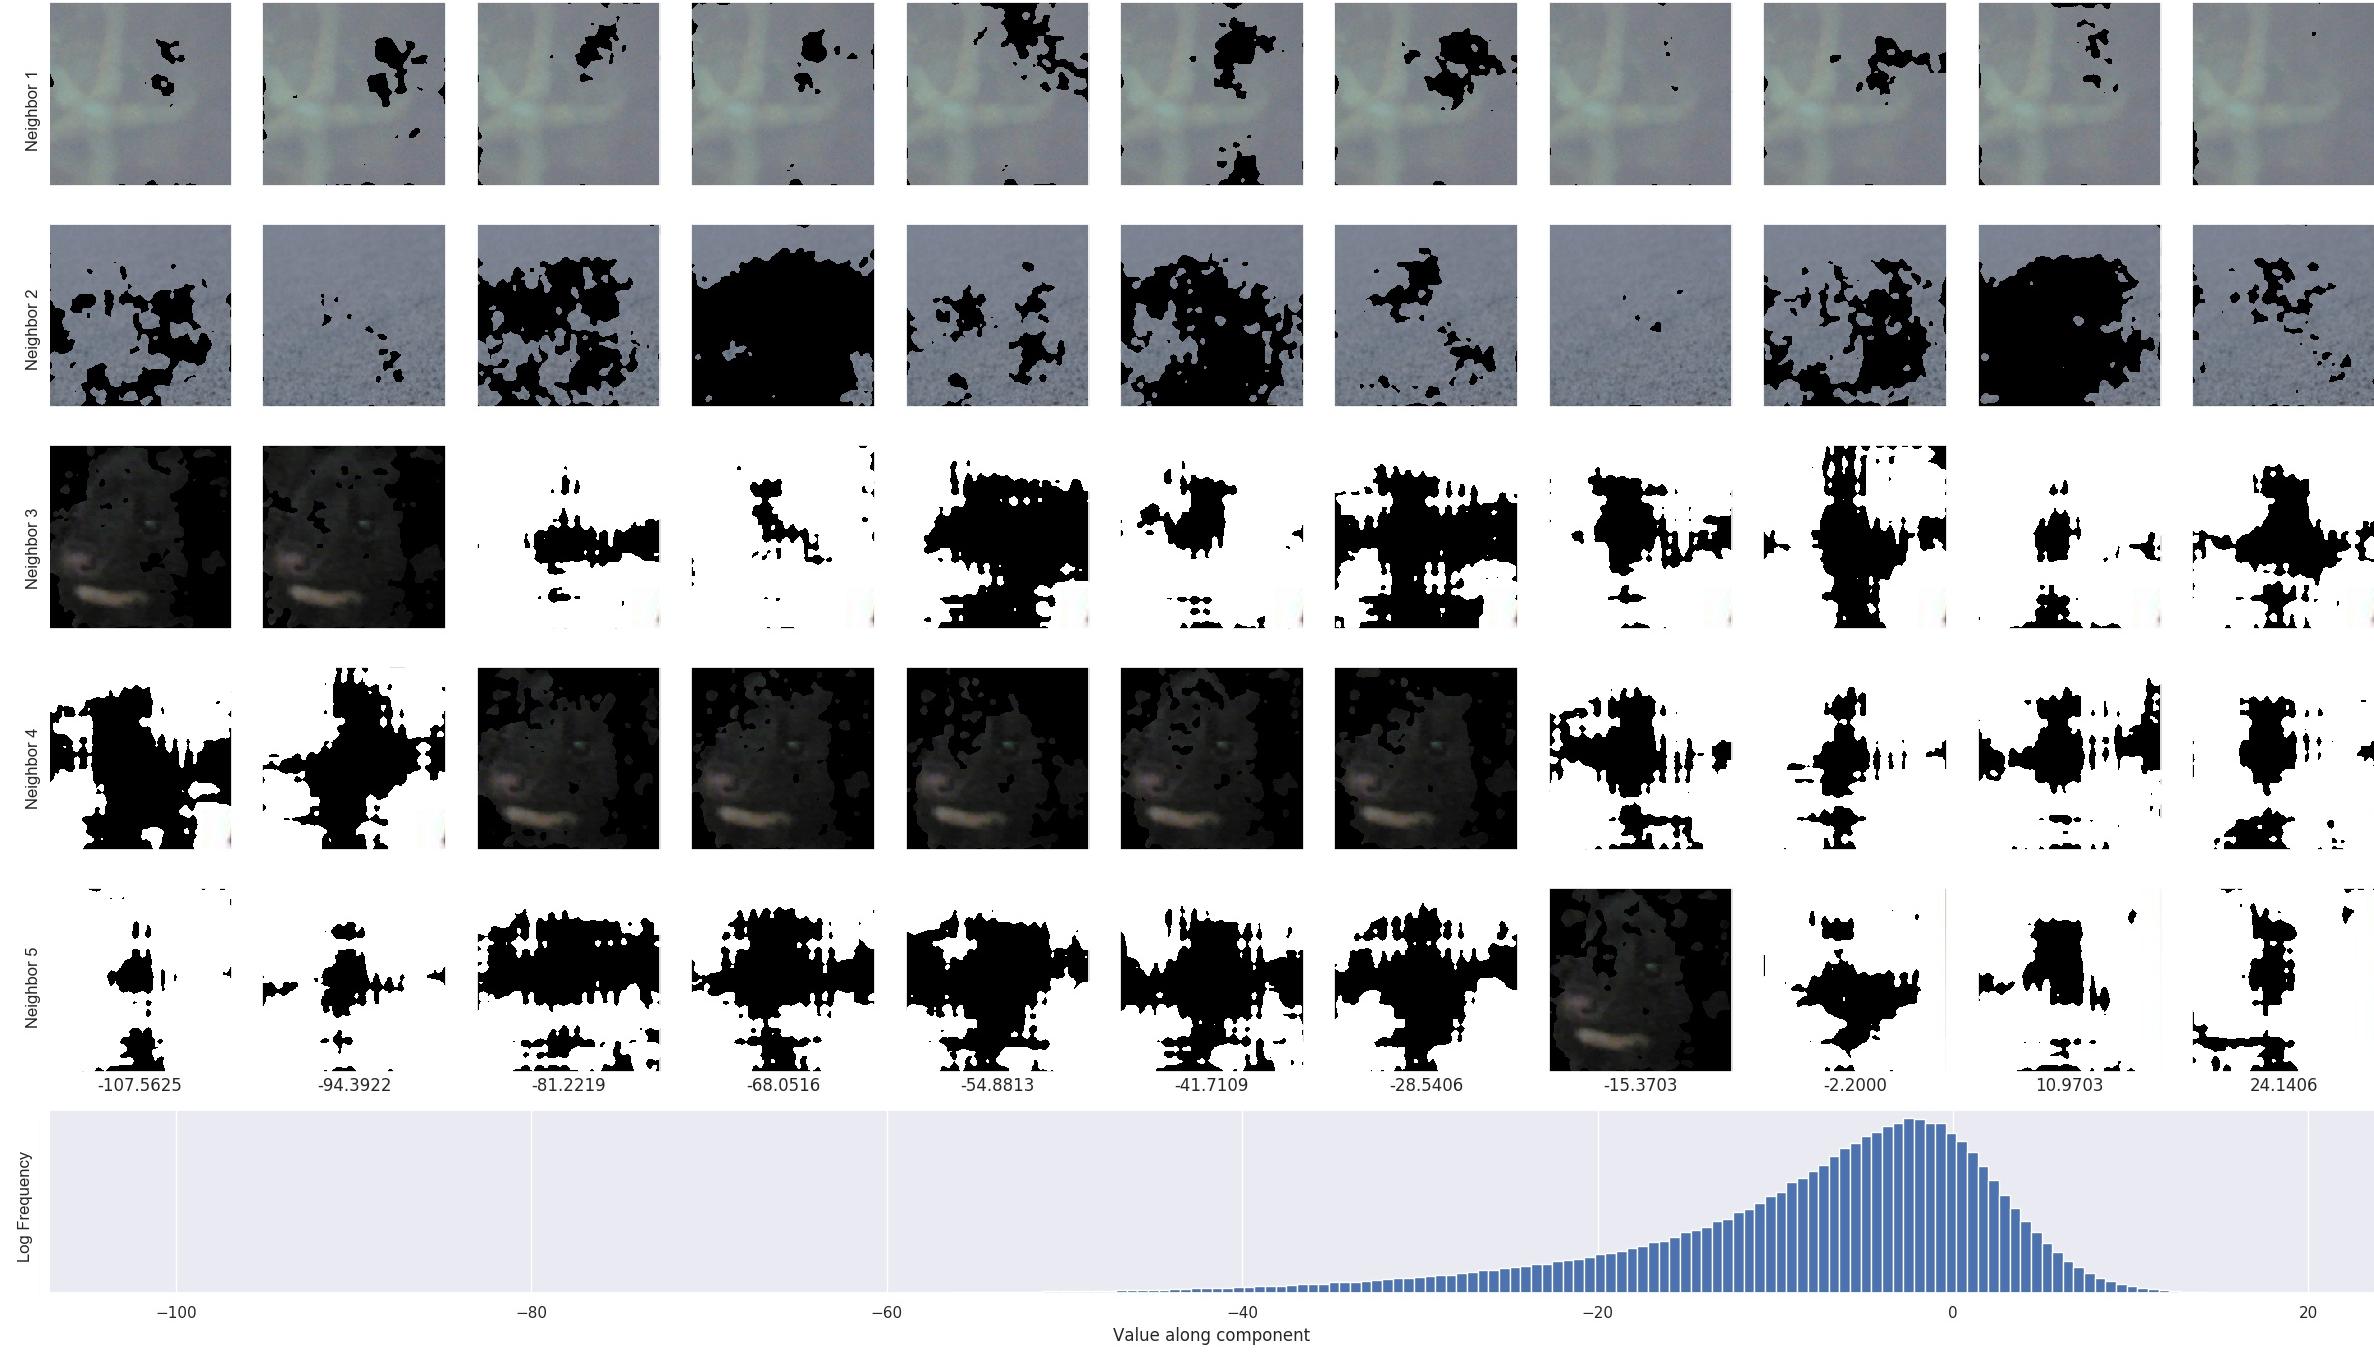 Neighbor 1
Neighbor 2
Neighbor 3
Neighbor 4
Neighbor 5
-107.5625 -94.3922 -81.2219 -68.0516 -54.8813 -41.7109 -28.5406 -15.3703 -2.2000 10.9703 24.1406
Log Frequency
−100 −80 −60 −40 −20 0 20
Value along component